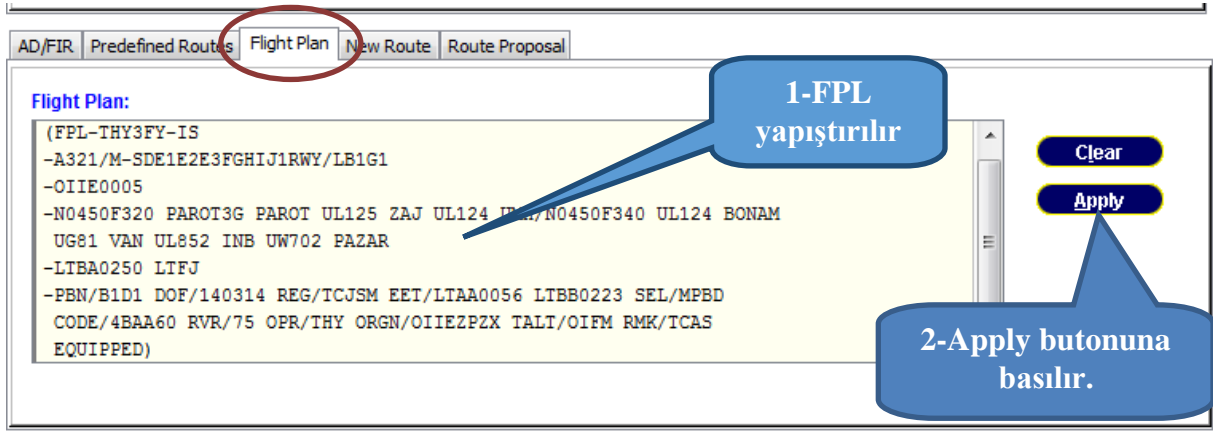 AD/FIR Predefined Routes Flight Plan New Route Route Proposal
Flight Plan:
(FPL-THY3FY-IS
-A321/M-SDE1E2E3FGHIJ1RWY/LB1G1
-OIIE0005
-N0450F320 PAROT3G PAROT UL125 ZAJ UL124 /N0450F340 UL124 BONAM
UG81 VAN UL852 INB UW702 PAZAR
-LTBA0250 LTFJ
-PBN/B1D1 DOF/140314 REG/TCJSM EET/LTAA0056 LTBB0223 SEL/MPBD
CODE/4BAA60 RVR/75 OPR/THY ORGN/OIIEZPZX TALT/OIFM RMK/TCAS
EQUIPPED)
1-FPL
yapıştırılır
Clear
Apply
2-Apply butonuna
basılır.